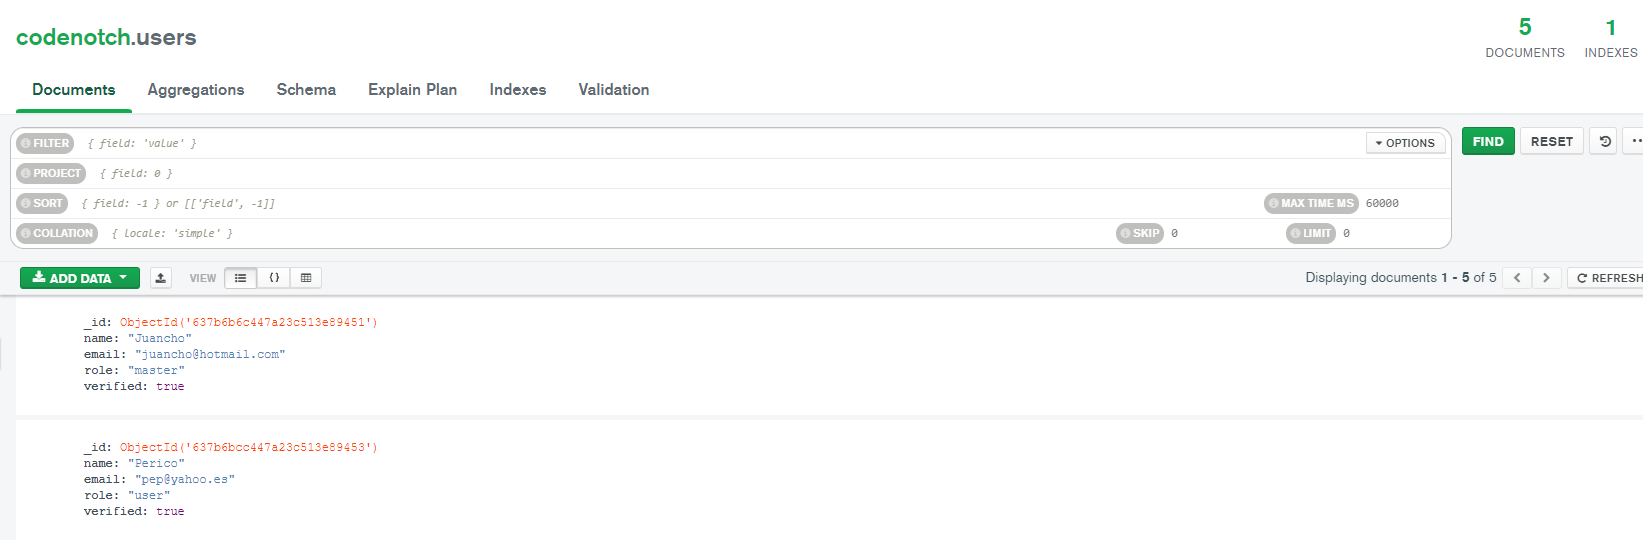 codenotch.users
5
DOCUMENTS
1
INDEXES
Documents Aggregations Schema Explain Plan Indexes Validation
FILTER { field: 'value' } OPTIONS FIND RESET
PROJECT { field: 0 }
SORT { field: -1 } or [['field', -1]] MAX TIME MS 60000
COLLATION { locale: 'simple' } SKIP 0 LIMIT 0
ADD DATA VIEW {} Displaying documents 1 - 5 of 5 < > REFRESH
_id: ObjectId('637b6b6c447a23c513e89451')
name: "Juancho"
email: "juancho@hotmail.com"
role: "master"
verified: true
_id: ObjectId('637b6bcc447a23c513e89453')
name: "Perico"
email: "pep@yahoo.es"
role: "user"
verified: true